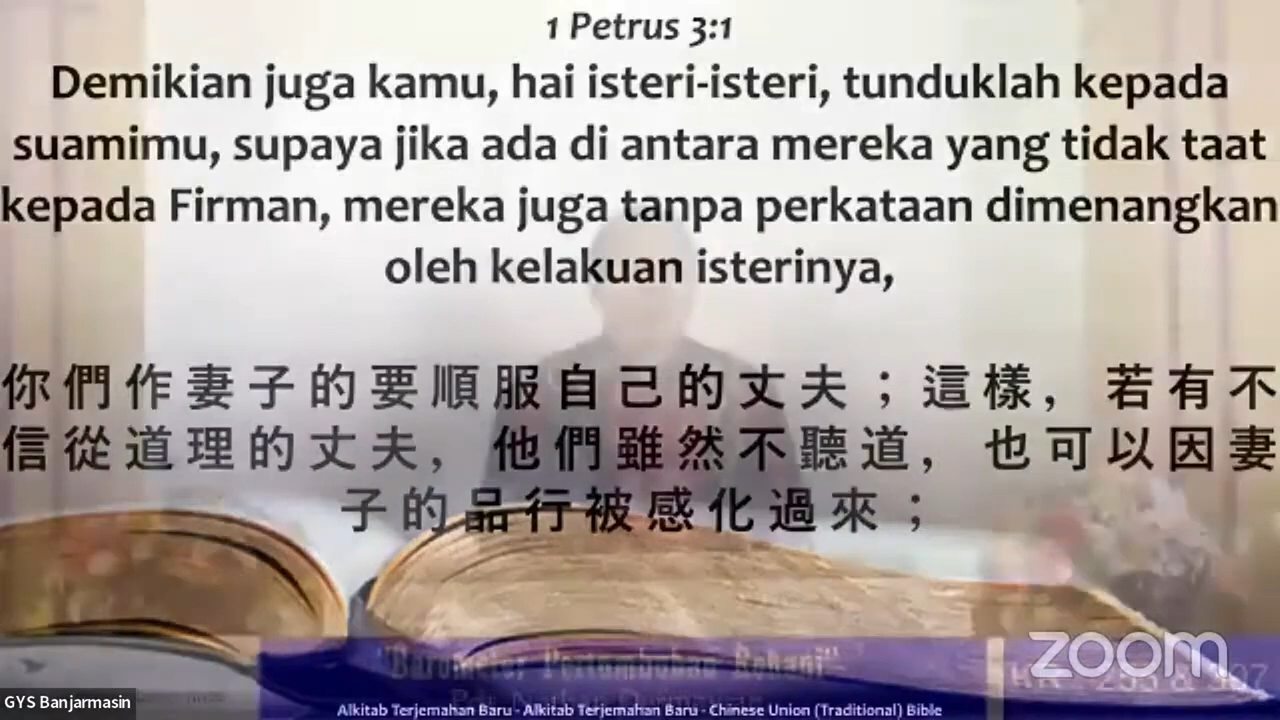 1 Petrus 3:1
Demikian juga kamu, hai isteri-isteri, tunduklah kepada
suamimu, supaya jika ada di antara mereka yang tidak taat
kepada Firman, mereka juga tanpa perkataan dimenangkan
oleh kelakuan isterinya,
你們作妻子的要順服自己的丈夫；這樣，若有不
信從道理的丈夫，他們雖然不聽道，也可以因妻
子的品行被感化過來；
"Barometer Pertumbuhan Rohani"
zoom
GYS Banjarmasin
Alkitab Terjemahan Baru - Alkitab Terjemahan Baru - Chinese Union (Traditional) Bible